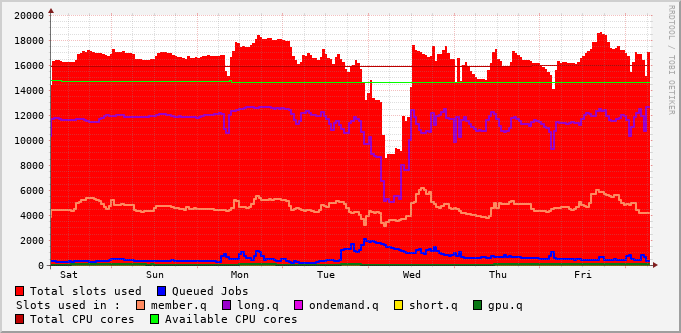 20000
18000
16000
14000
12000
10000
8000
6000
4000
2000
0
Sat Sun Mon Tue Wed Thu Fri
RRDTOOL / TOBI OETIKER
Total slots used Queued Jobs
Slots used in : member.q long.q ondemand.q short.q gpu.q
Total CPU cores Available CPU cores